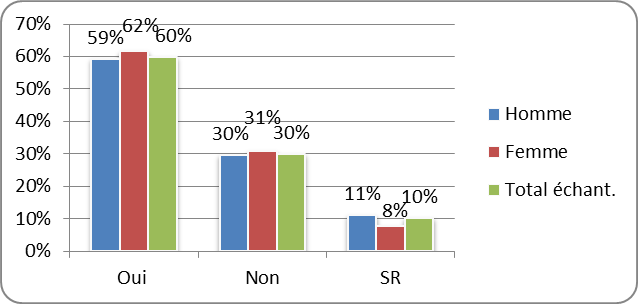 70%
60%
50%
40%
30%
20%
10%
0%
59%
62%
60%
30%
31%
30%
11%
8%
10%
Oui
Non
SR
Homme
Femme
Total échant.